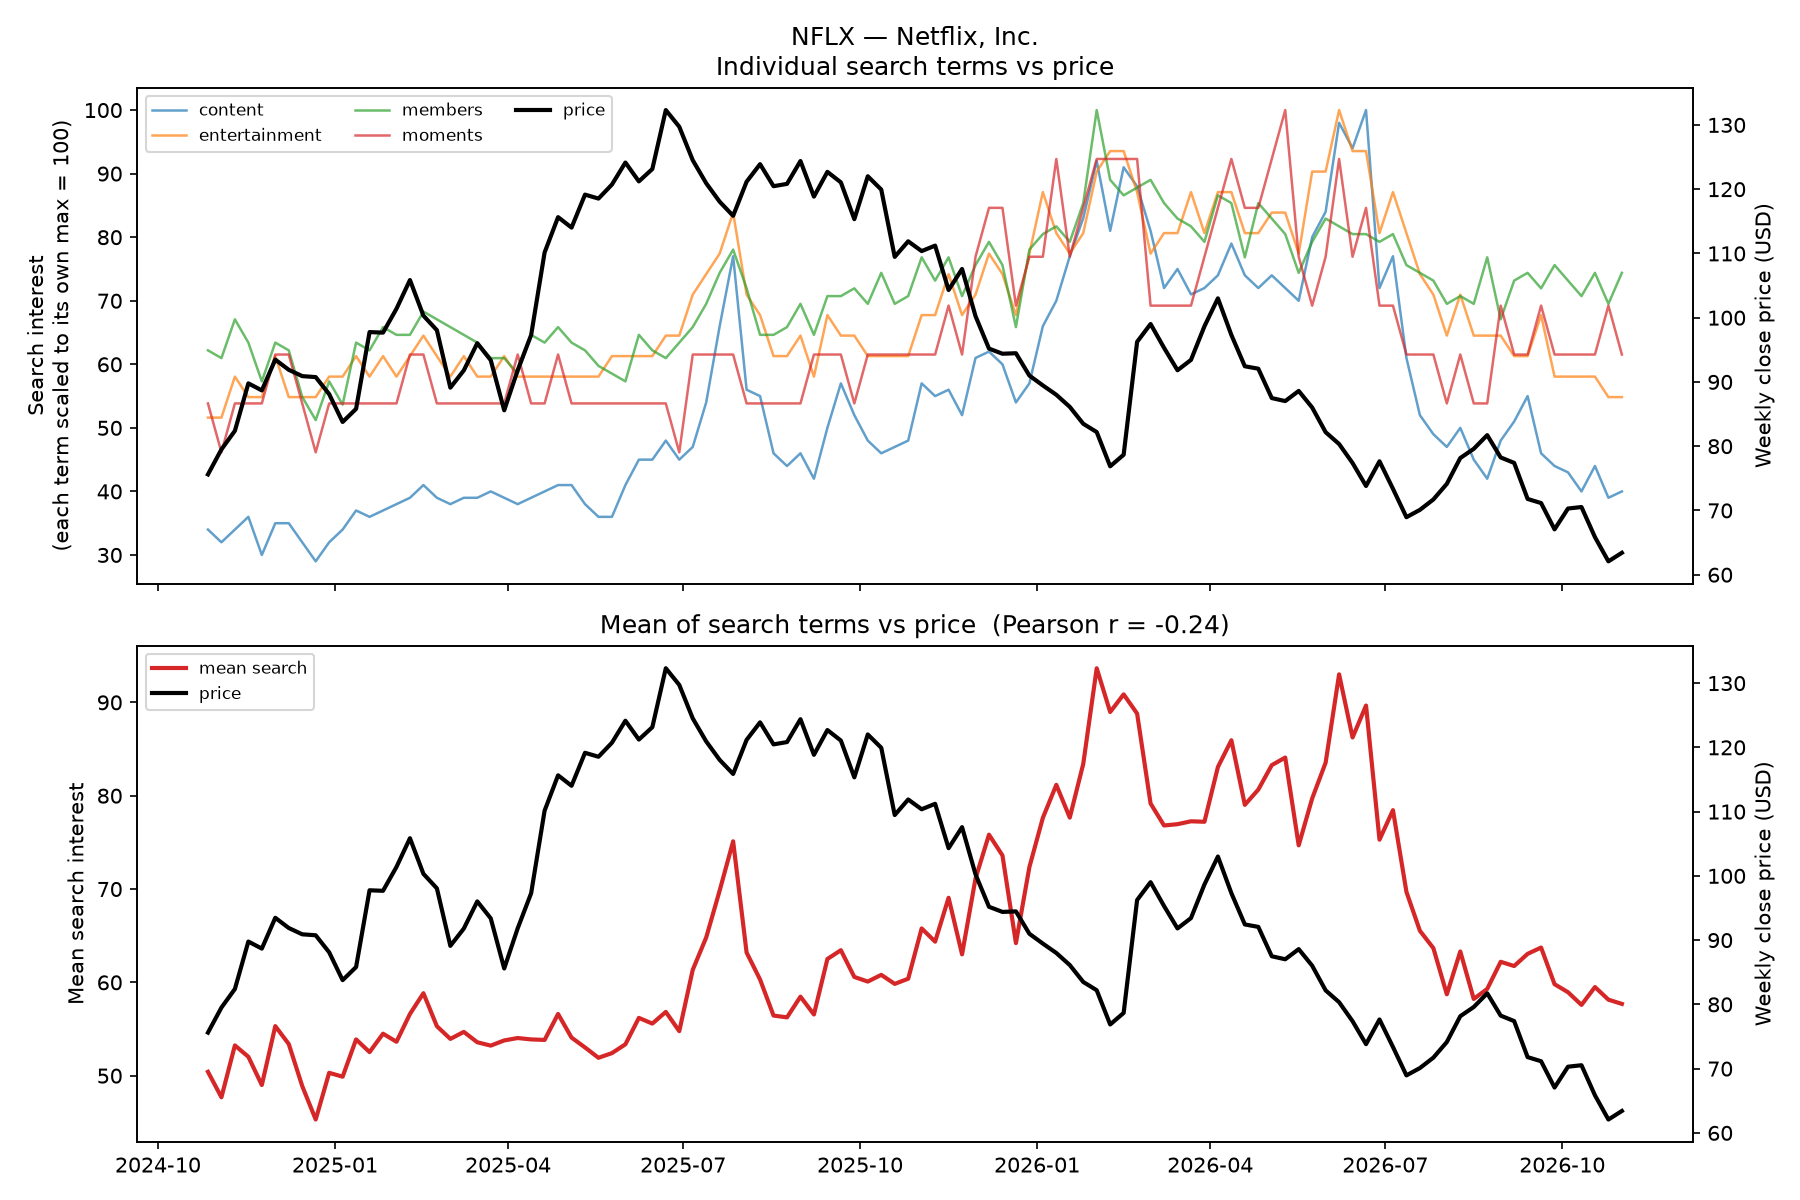 NFLX — Netflix, Inc.
Individual search terms vs price
content
entertainment
members
moments
price
Search interest
(each term scaled to its own max = 100)
100
90
80
70
60
50
40
30
Weekly close price (USD)
130
120
110
100
90
80
70
60
Mean of search terms vs price (Pearson r = -0.24)
mean search
price
Mean search interest
90
80
70
60
50
Weekly close price (USD)
130
120
110
100
90
80
70
60
2024-10
2025-01
2025-04
2025-07
2025-10
2026-01
2026-04
2026-07
2026-10